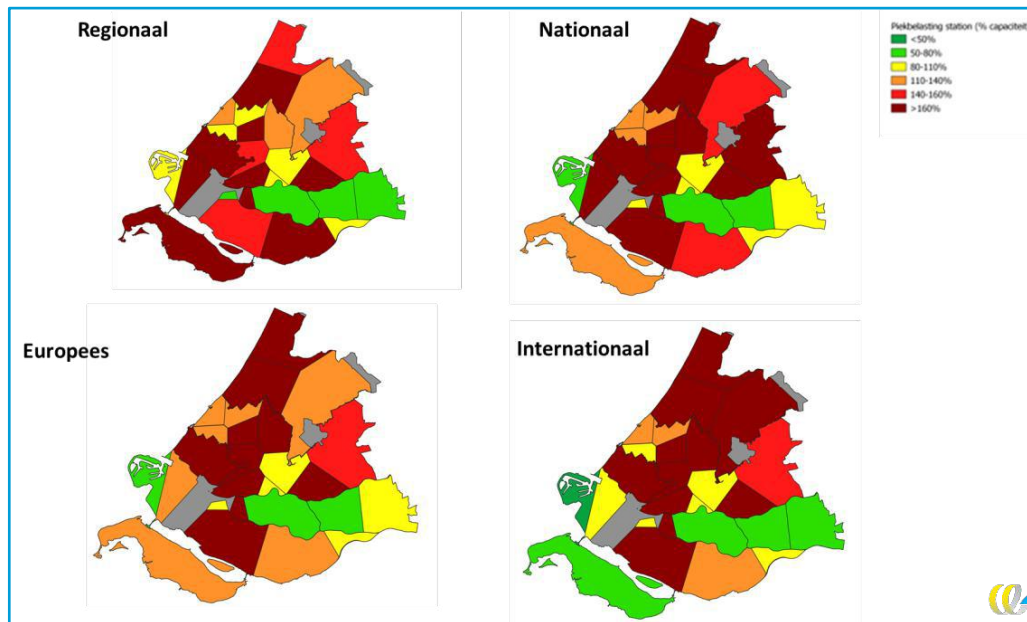 Regionaal
Nationaal
Piekbelasting station (% capaciteit)
<50%
50-80%
80-110%
110-140%
140-160%
>160%
Europees
Internationaal